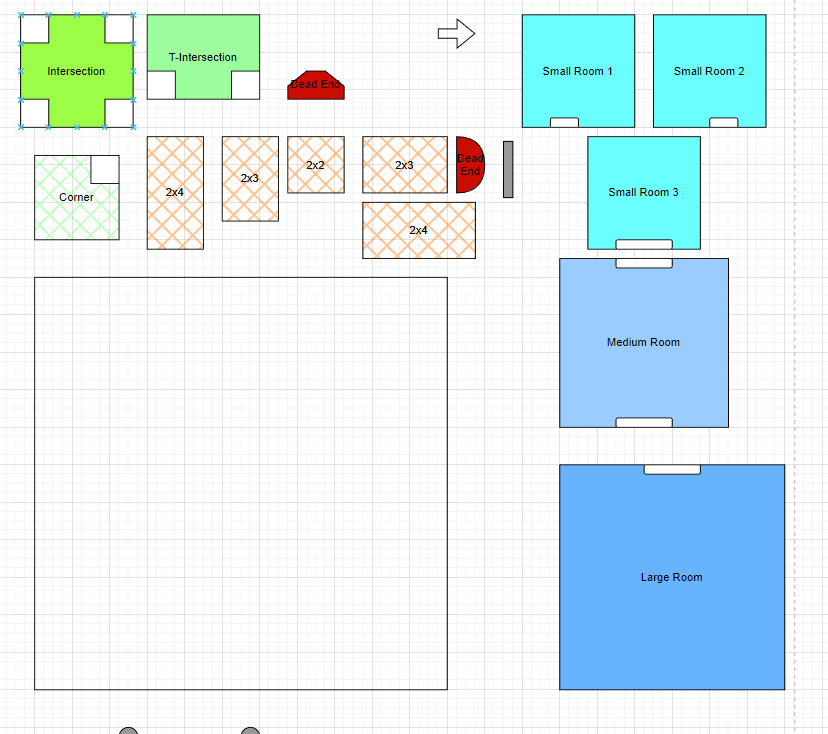 Intersection
T-Intersection
Dead End
Small Room 1
Small Room 2
Corner
2x4
2x3
2x2
2x3
Dead
End
2x4
Small Room 3
Medium Room
Large Room